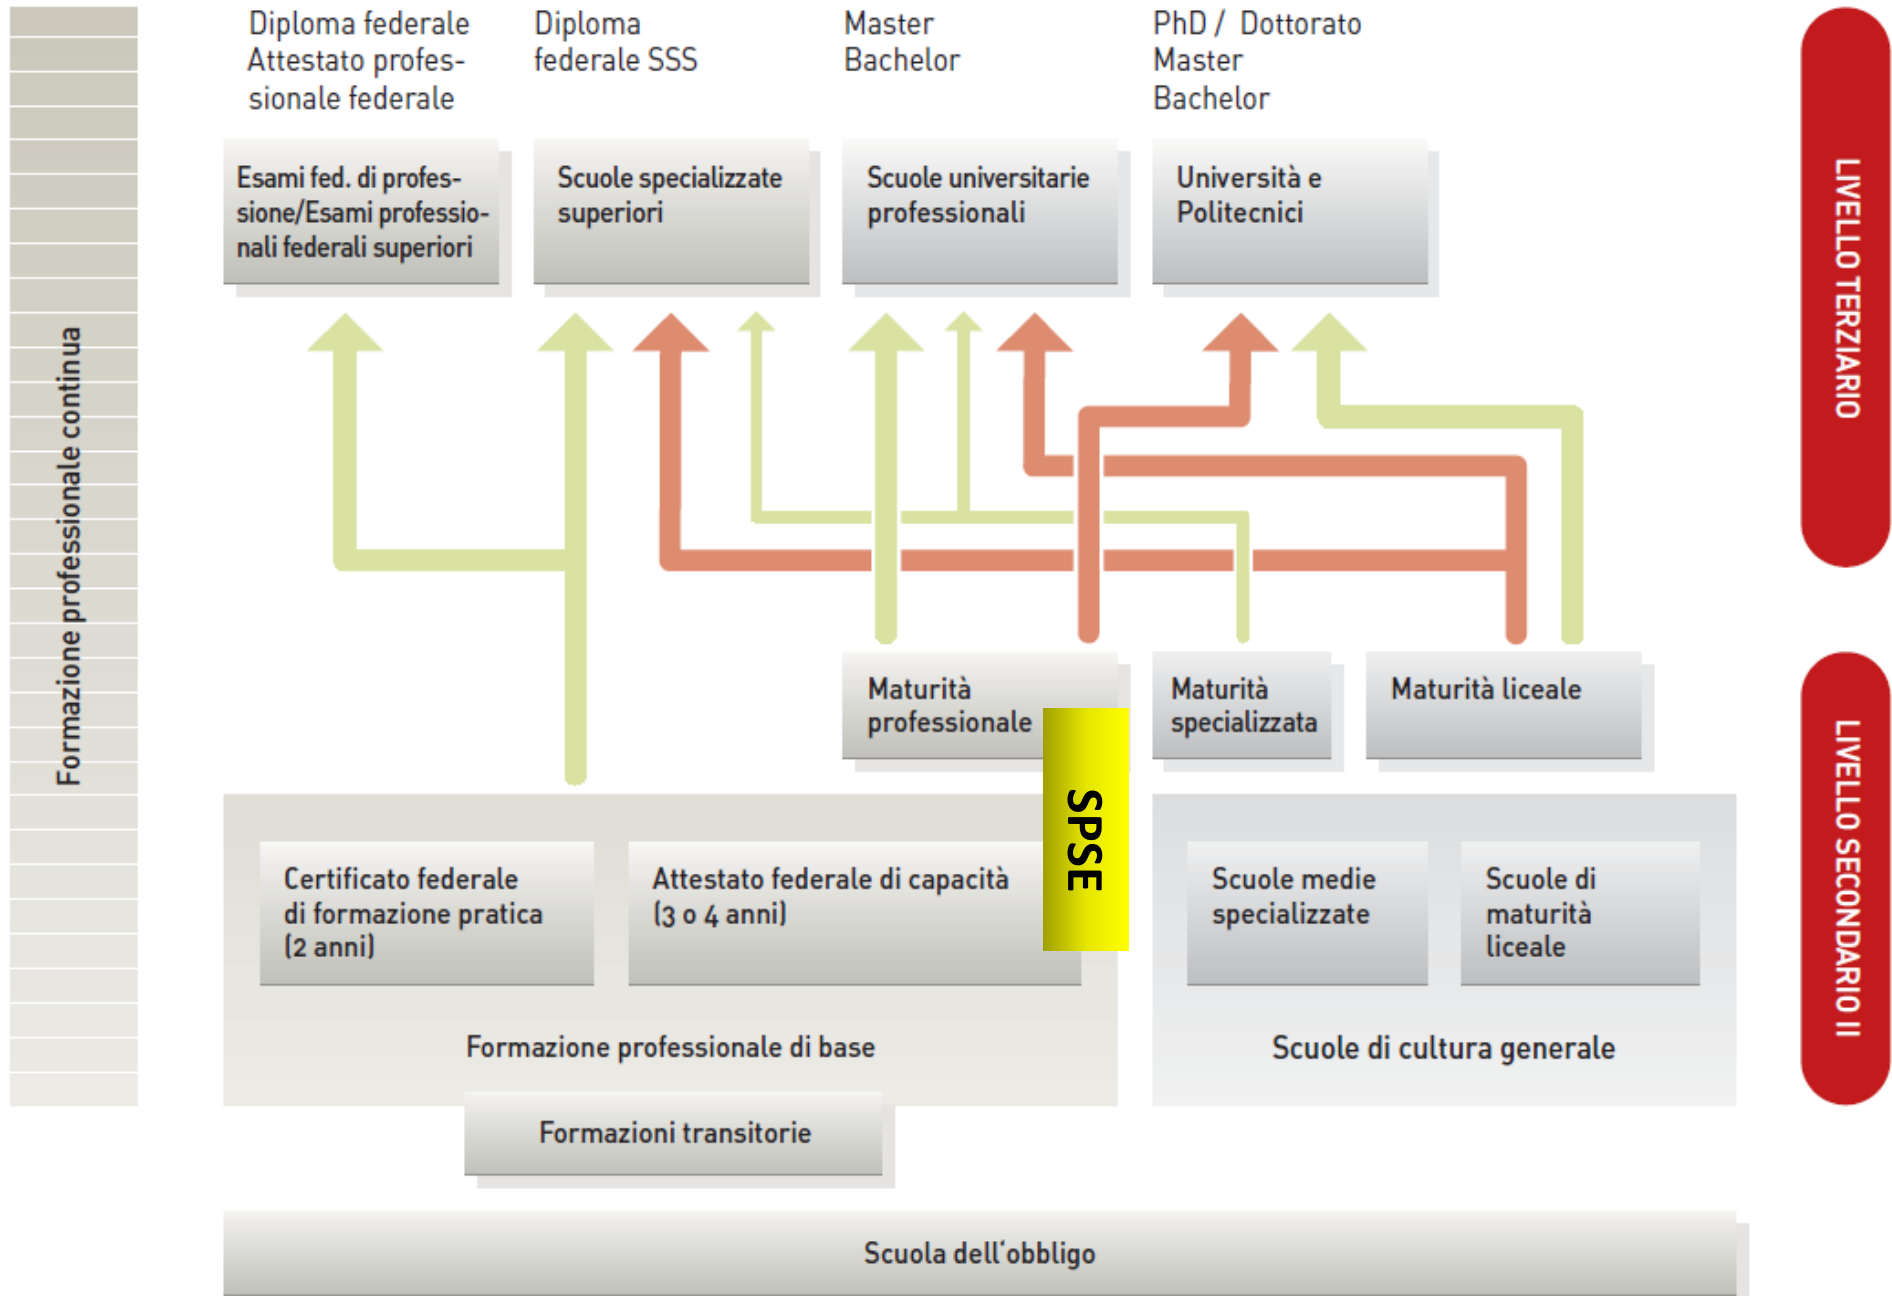 Diploma federale
Attestato profes-
sionale federale
Diploma
federale SSS
Master
Bachelor
PhD / Dottorato
Master
Bachelor
Esami fed. di profes-
sione/Esami professio-
nali federali superiori
Scuole specializzate
superiori
Scuole universitarie
professionali
Università e
Politecnici
LIVELLO TERZIARIO
Formazione professionale continua
Maturità
professionale
Maturità
specializzata
Maturità liceale
SPSE
LIVELLO SECONDARIO II
Certificato federale
di formazione pratica
(2 anni)
Attestato federale di capacità
(3 o 4 anni)
Scuole medie
specializzate
Scuole di
maturità
liceale
Formazione professionale di base
Scuole di cultura generale
Formazioni transitorie
Scuola dell'obbligo